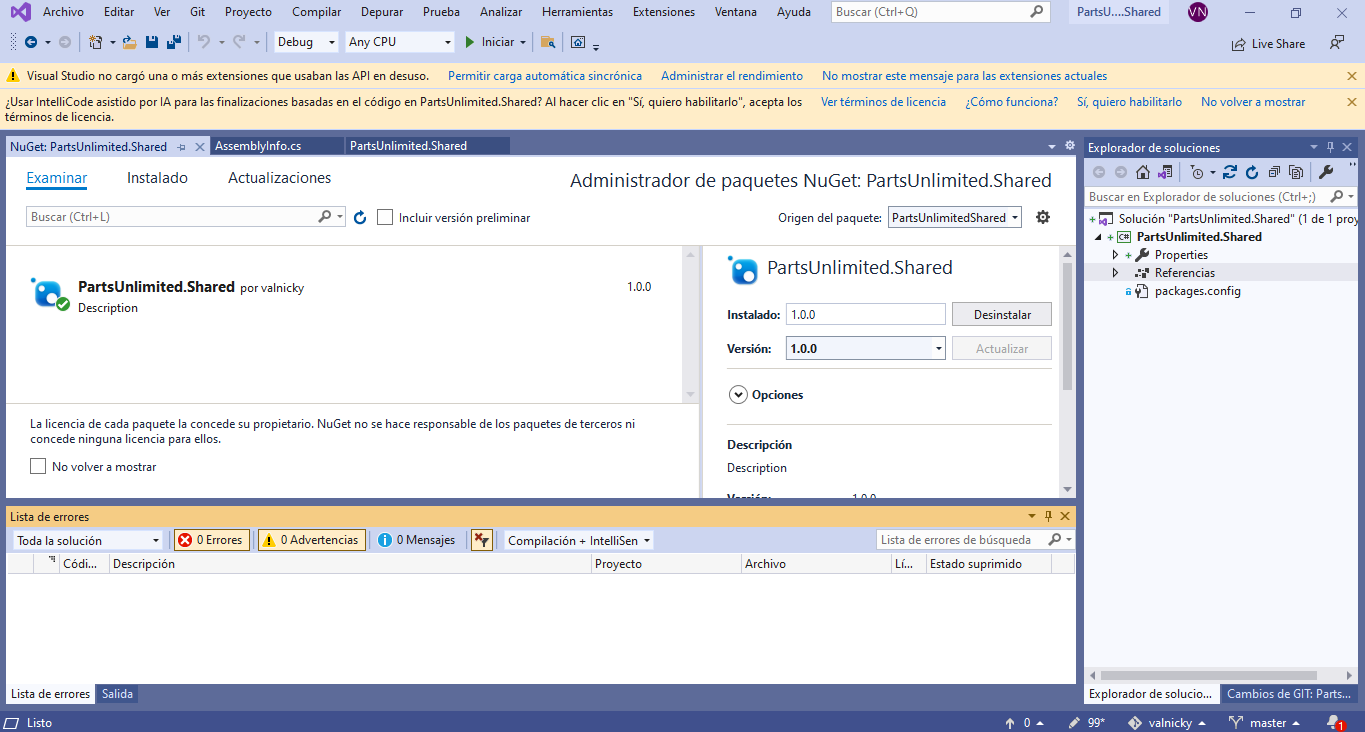 Archivo Editar Ver Git Proyecto Compilar Depurar Prueba Analizar Herramientas Extensiones Ventana Ayuda Buscar (Ctrl+Q) PartsU....Shared VN
Debug Any CPU Iniciar Live Share
Visual Studio no cargó una o más extensiones que usaban las API en desuso. Permitir carga automática sincrónica Administrar el rendimiento No mostrar este mensaje para las extensiones actuales
¿Usar IntelliCode asistido por IA para las finalizaciones basadas en el código en PartsUnlimited.Shared? Al hacer clic en "Sí, quiero habilitarlo", acepta los Ver términos de licencia ¿Cómo funciona? Sí, quiero habilitarlo No volver a mostrar
términos de licencia.
NuGet: PartsUnlimited.Shared AssemblyInfo.cs PartsUnlimited.Shared
Examinar Instalado Actualizaciones
Administrador de paquetes NuGet: PartsUnlimited.Shared
Buscar (Ctrl+L) Incluir versión preliminar Origen del paquete: PartsUnlimitedShared
PartsUnlimited.Shared por valnicky 1.0.0
Description
La licencia de cada paquete la concede su propietario. NuGet no se hace responsable de los paquetes de terceros ni
concede ninguna licencia para ellos.
No volver a mostrar
PartsUnlimited.Shared
Instalado: 1.0.0 Desinstalar
Versión: 1.0.0 Actualizar
Opciones
Descripción
Description
Versión: 1.0.0
Explorador de soluciones
Buscar en Explorador de soluciones (Ctrl+;)
Solución "PartsUnlimited.Shared" (1 de 1 proy
C# PartsUnlimited.Shared
Properties
Referencias
packages.config
Lista de errores
Toda la solución 0 Errores 0 Advertencias 0 Mensajes Compilación + IntelliSen Lista de errores de búsqueda
Códi... Descripción Proyecto Archivo Lí... Estado suprimido
Lista de errores Salida
Explorador de solucio... Cambios de GIT: Parts...
Listo 0 99* valnicky master 1